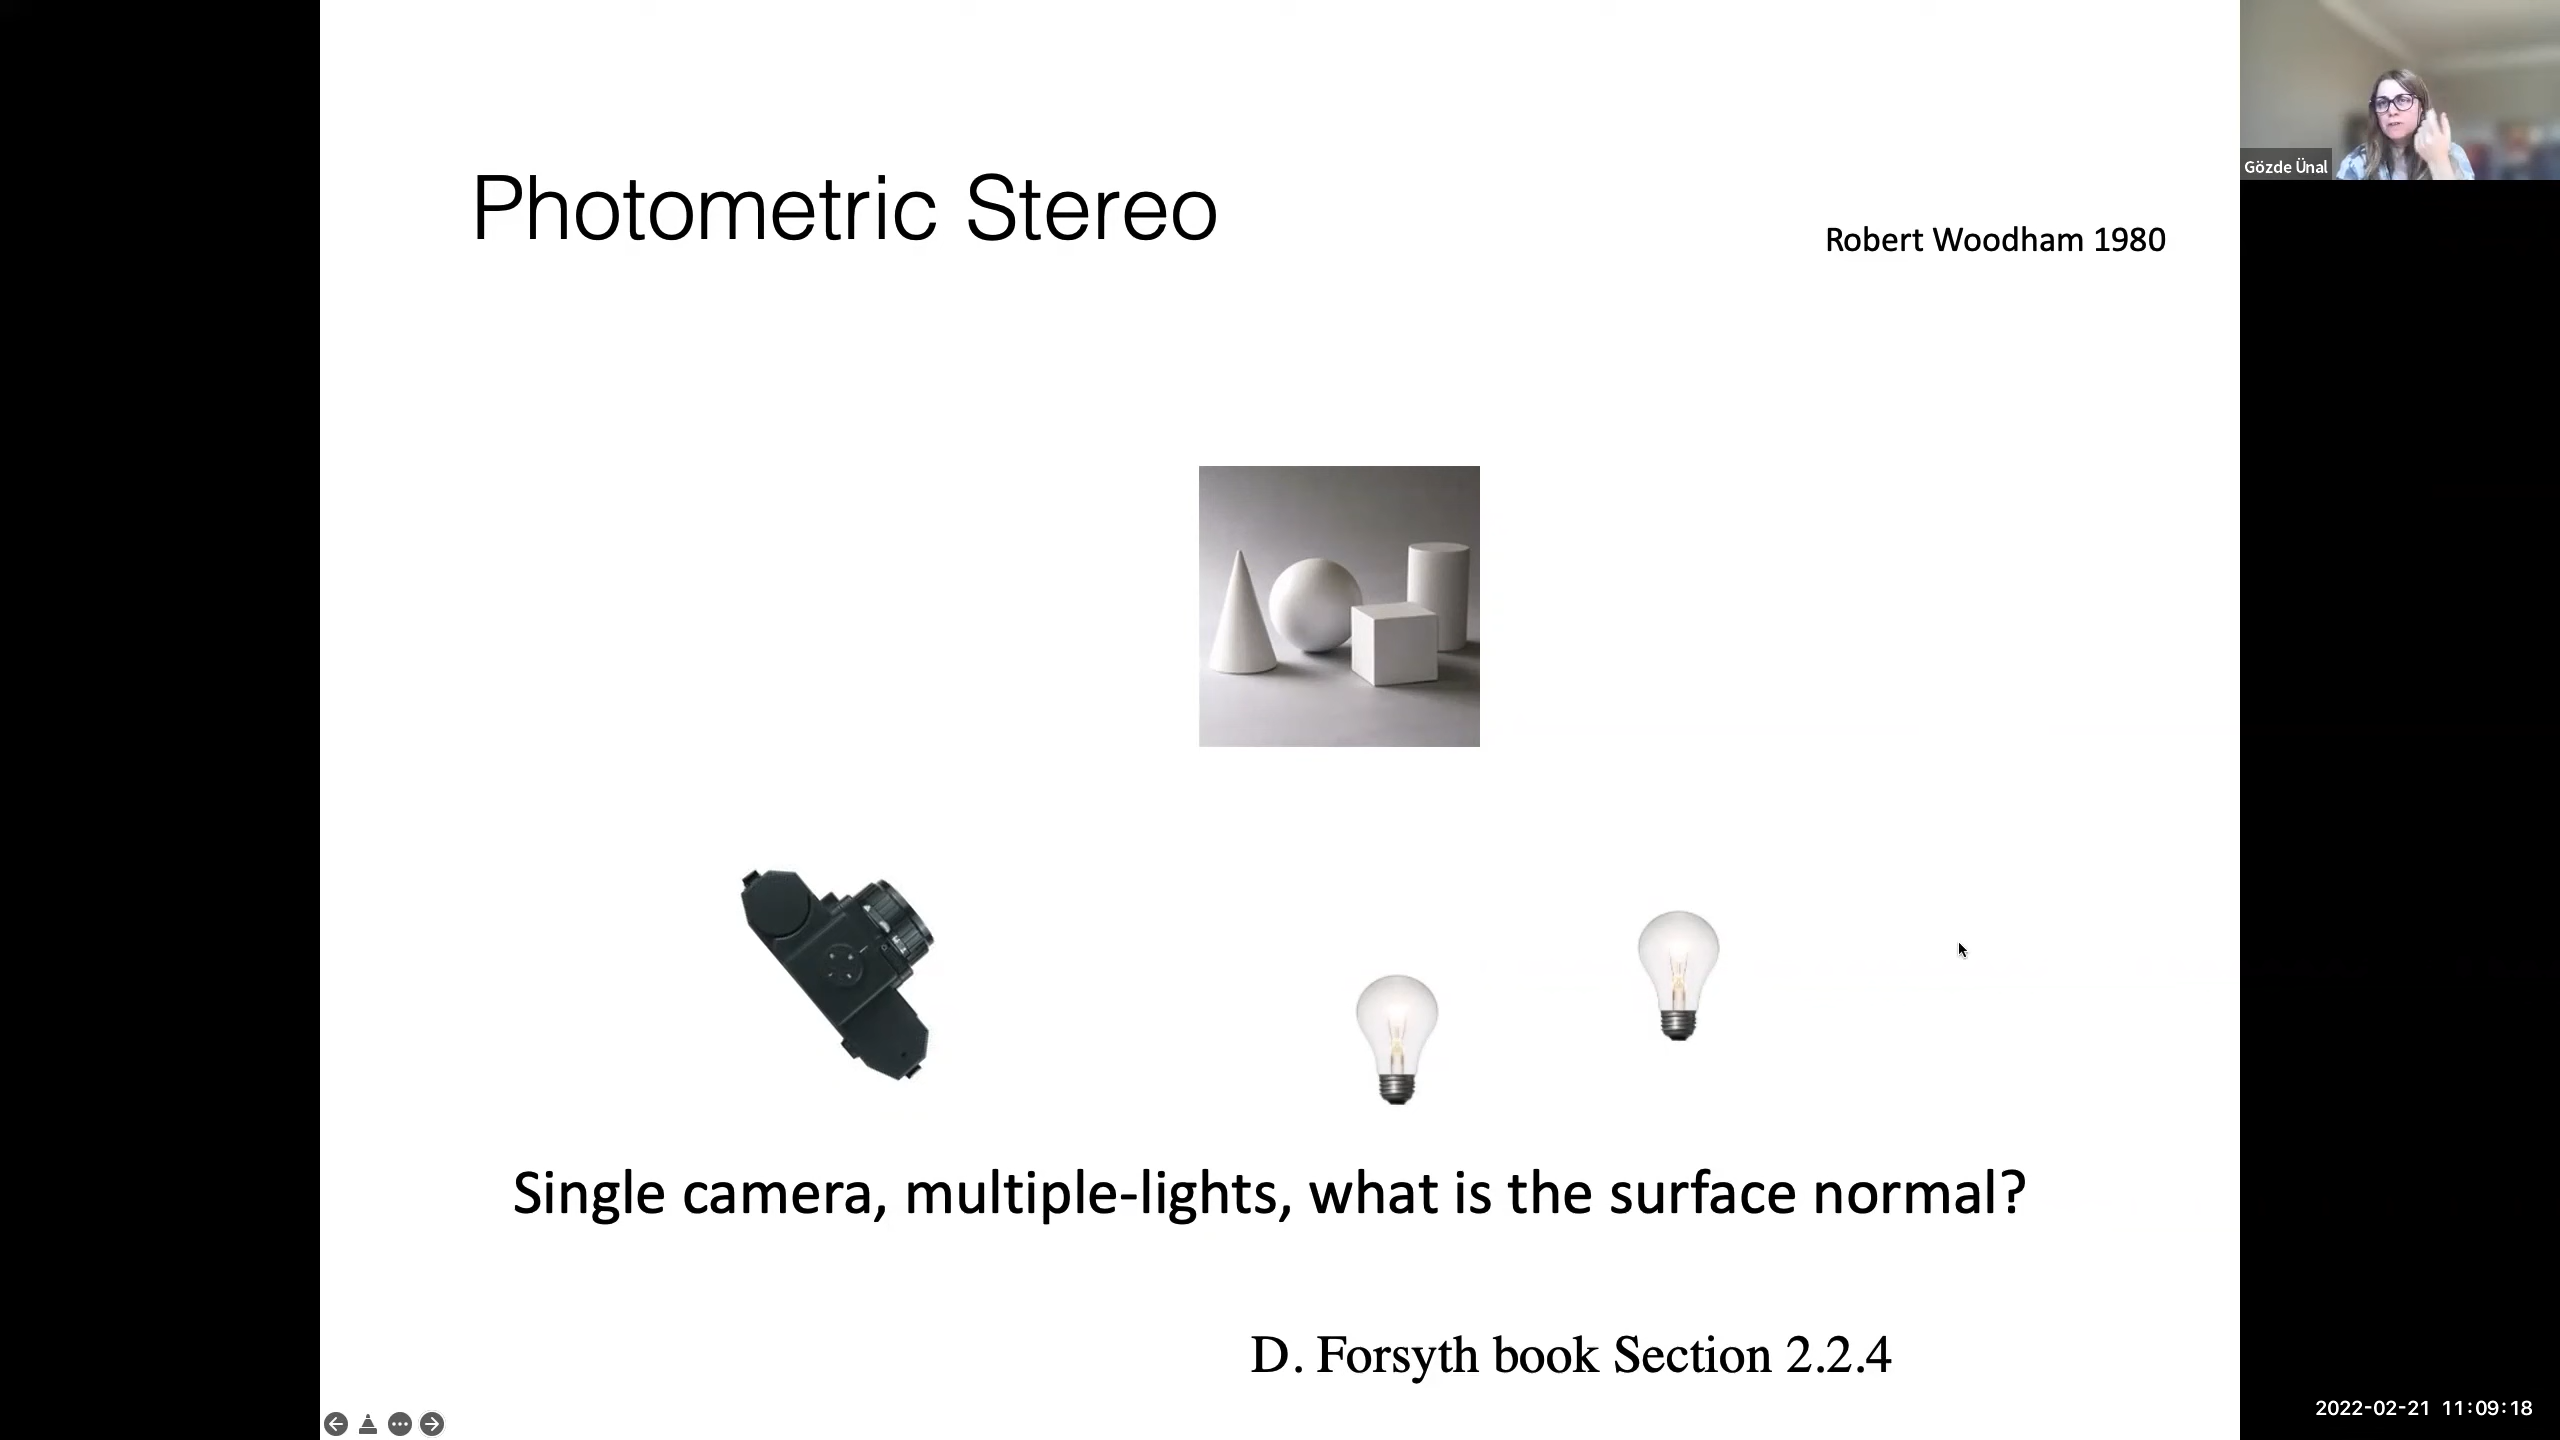 Gözde Ünal
Photometric Stereo
Robert Woodham 1980
Single camera, multiple-lights, what is the surface normal?
D. Forsyth book Section 2.2.4
2022-02-21 11:09:18